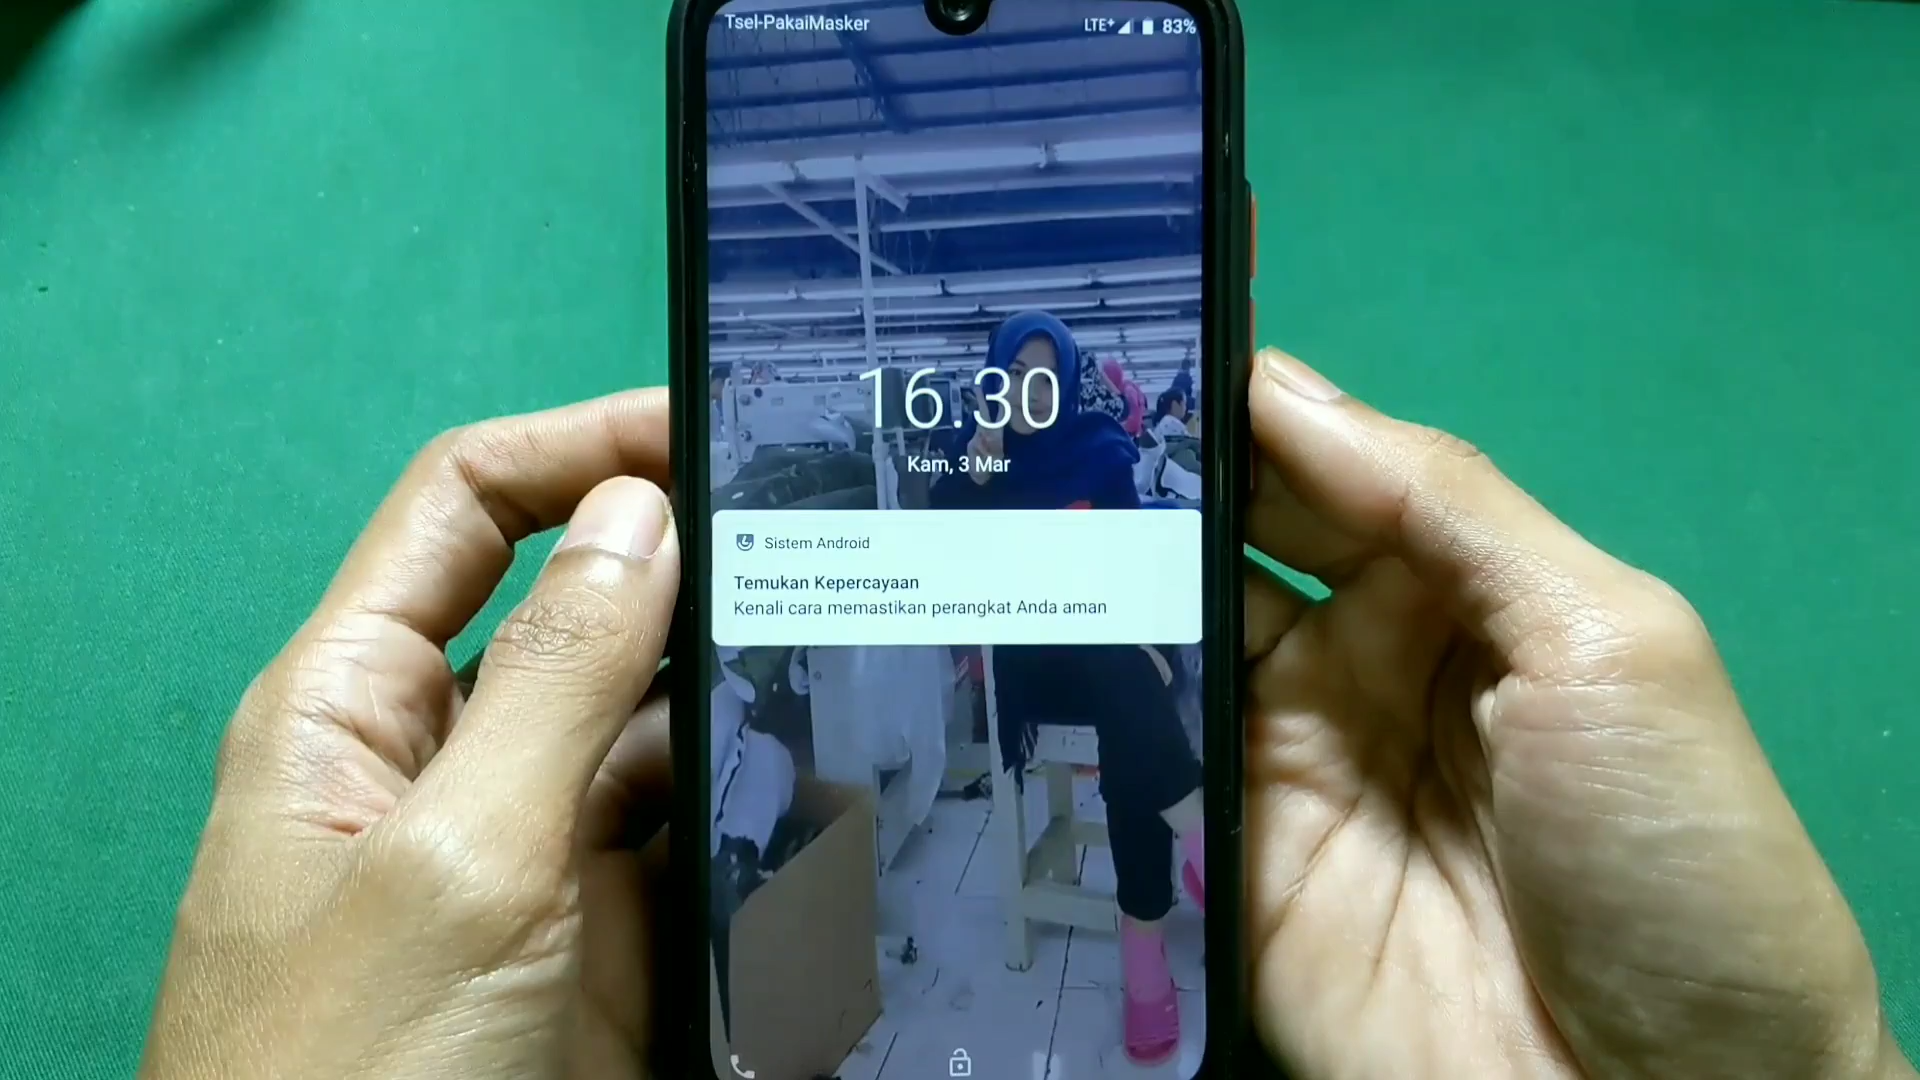 Tsel-PakaiMasker
LTE+ 83%
16.30
Kam, 3 Mar
Sistem Android
Temukan Kepercayaan
Kenali cara memastikan perangkat Anda aman